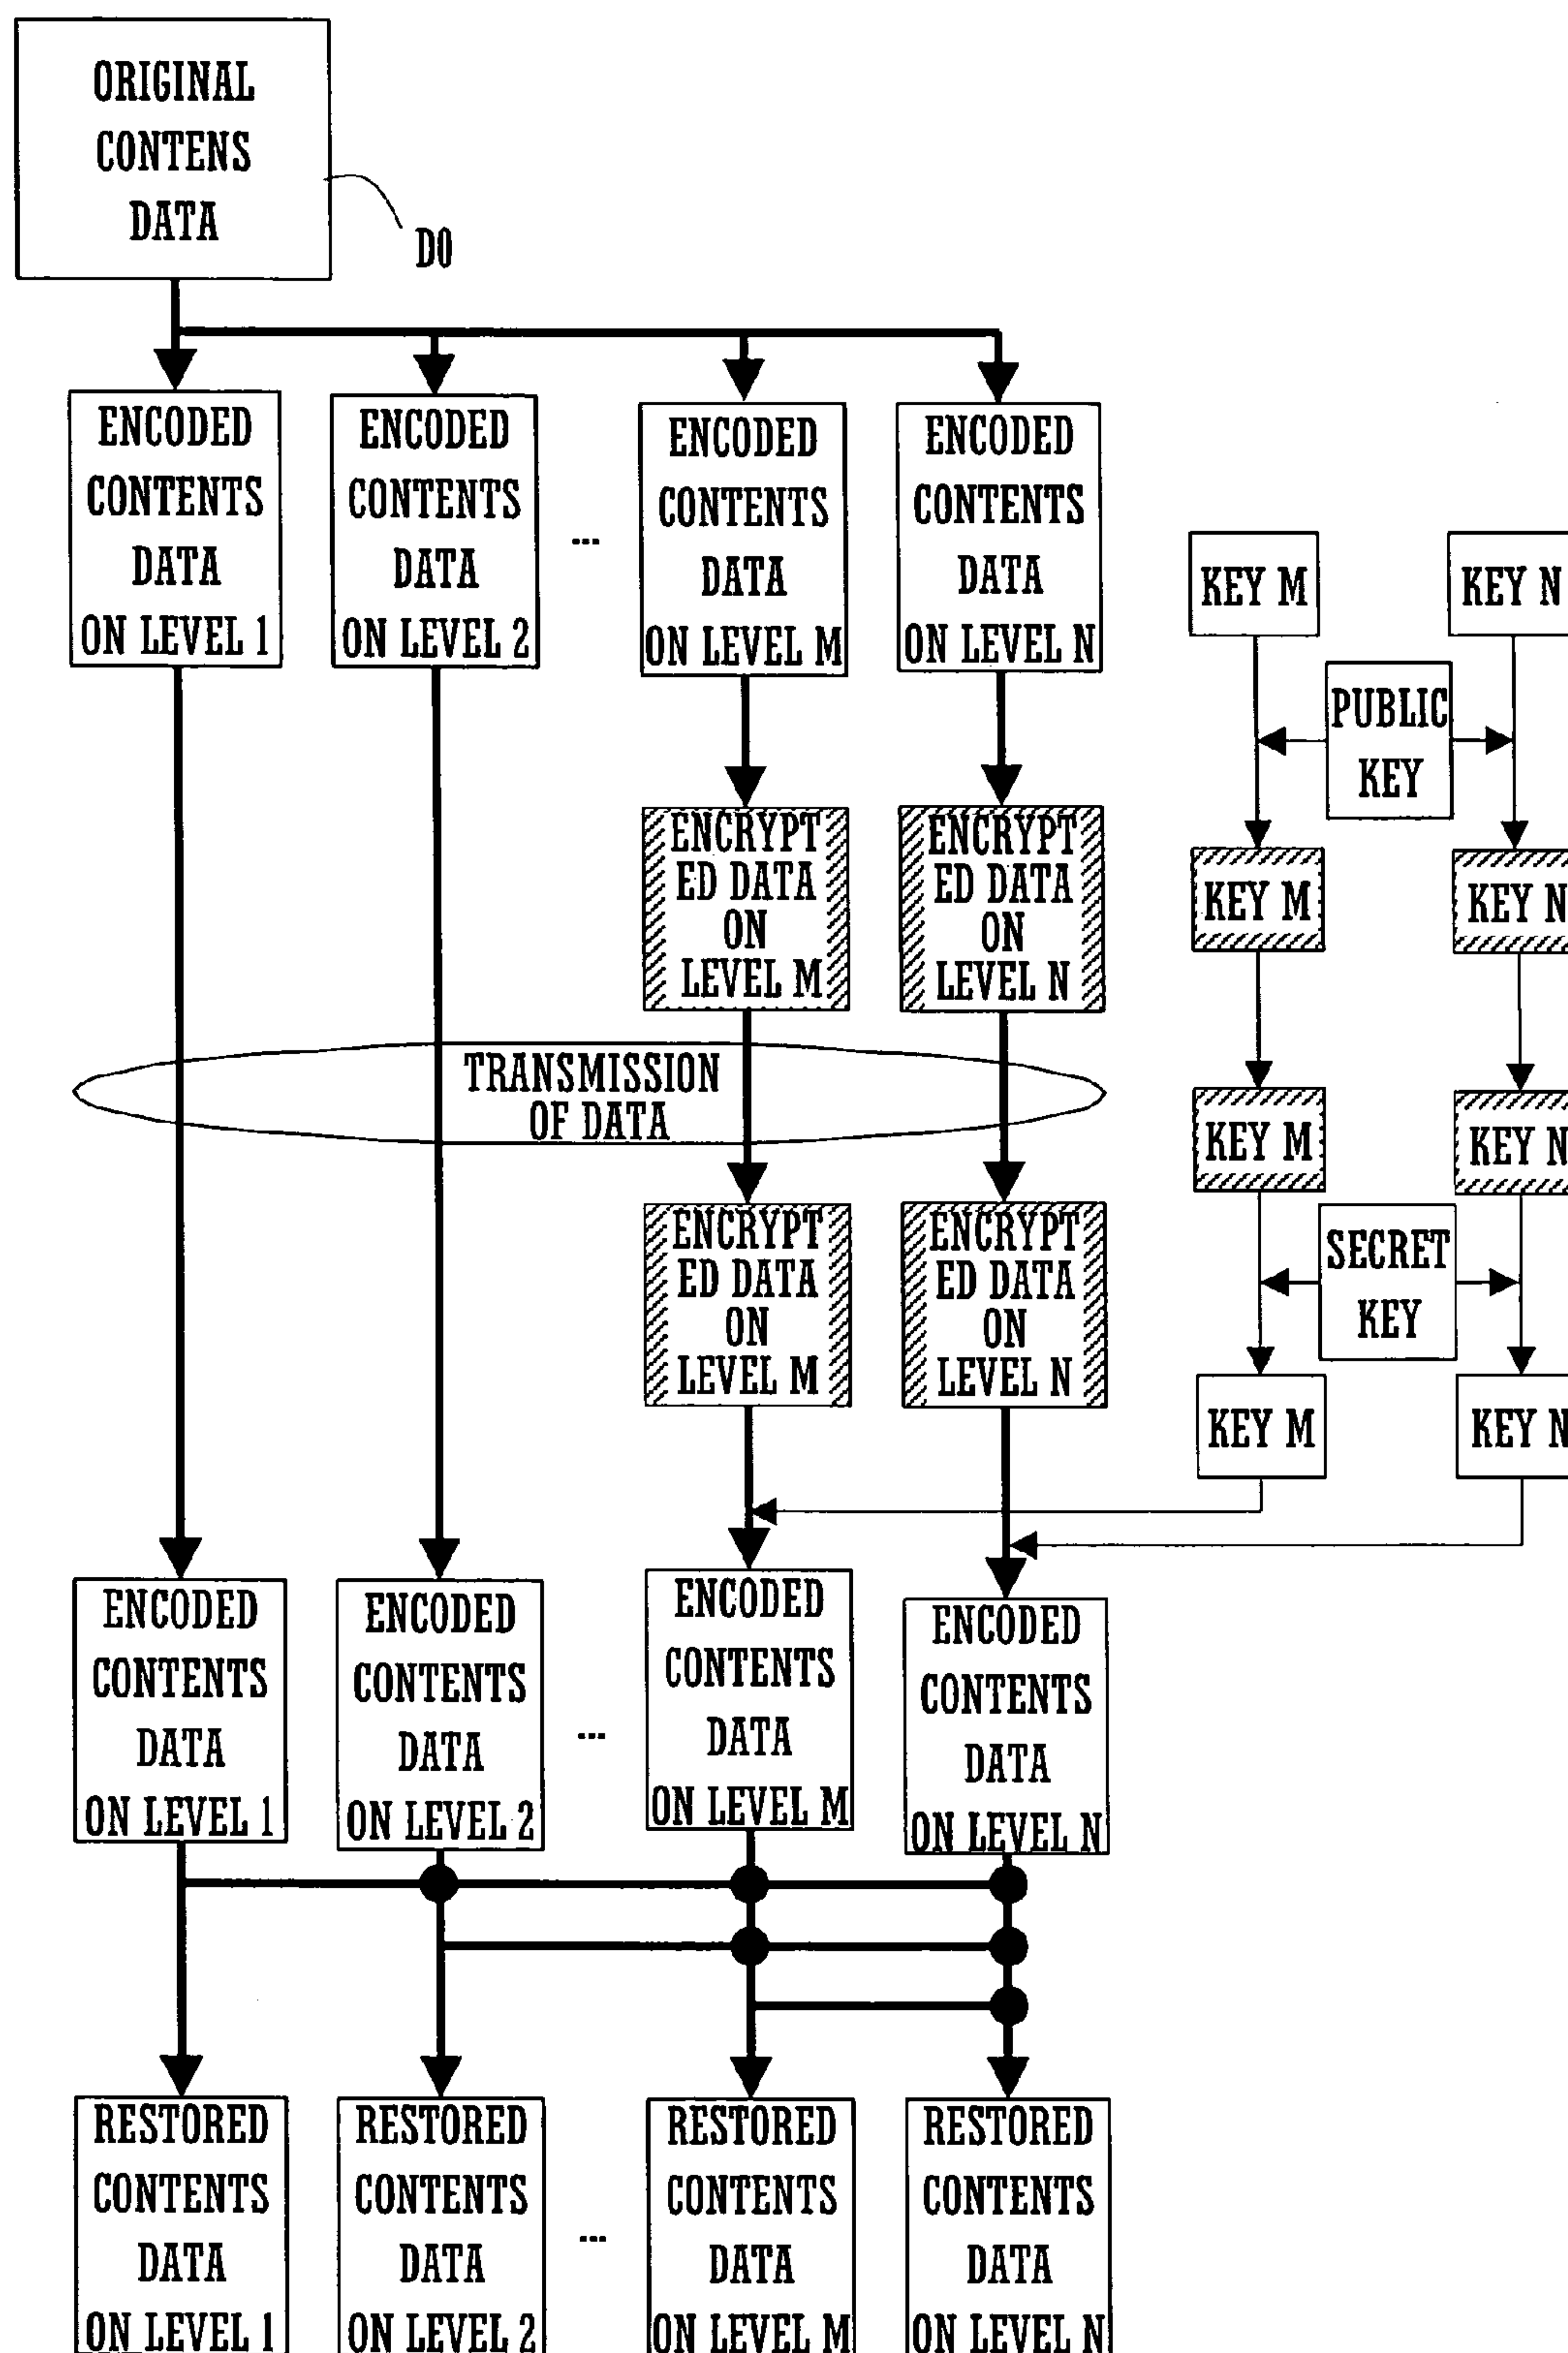 ORIGINAL
CONTENS
DATA
D0
ENCODED
CONTENTS
DATA
ON LEVEL 1
ENCODED
CONTENTS
DATA
ON LEVEL 2
...
ENCODED
CONTENTS
DATA
ON LEVEL M
ENCODED
CONTENTS
DATA
ON LEVEL N
KEY M
KEY N
PUBLIC
KEY
ENCRYPT
ED DATA
ON
LEVEL M
ENCRYPT
ED DATA
ON
LEVEL N
KEY M
KEY N
TRANSMISSION
OF DATA
KEY M
KEY N
ENCRYPT
ED DATA
ON
LEVEL M
ENCRYPT
ED DATA
ON
LEVEL N
SECRET
KEY
KEY M
KEY N
ENCODED
CONTENTS
DATA
ON LEVEL 1
ENCODED
CONTENTS
DATA
ON LEVEL 2
...
ENCODED
CONTENTS
DATA
ON LEVEL M
ENCODED
CONTENTS
DATA
ON LEVEL N
RESTORED
CONTENTS
DATA
ON LEVEL 1
RESTORED
CONTENTS
DATA
ON LEVEL 2
...
RESTORED
CONTENTS
DATA
ON LEVEL M
RESTORED
CONTENTS
DATA
ON LEVEL N